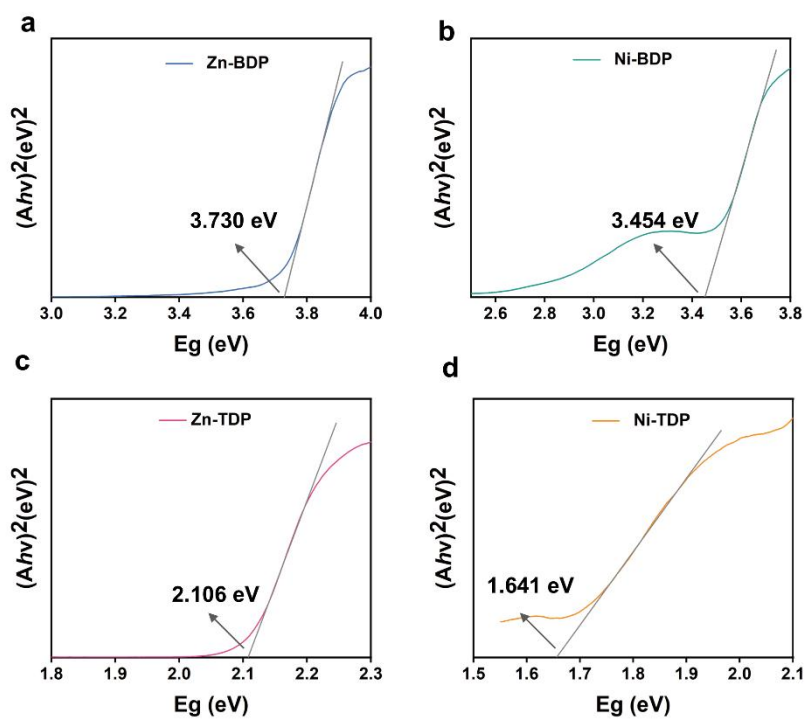 a
Zn-BDP
(Ahv)²(eV)²
3.730 eV
3.0 3.2 3.4 3.6 3.8 4.0
Eg (eV)
b
Ni-BDP
(Ahv)²(eV)²
3.454 eV
2.6 2.8 3.0 3.2 3.4 3.6 3.8
Eg (eV)
c
Zn-TDP
(Ahv)²(eV)²
2.106 eV
1.8 1.9 2.0 2.1 2.2 2.3
Eg (eV)
d
Ni-TDP
(Ahv)²(eV)²
1.641 eV
1.5 1.6 1.7 1.8 1.9 2.0 2.1
Eg (eV)